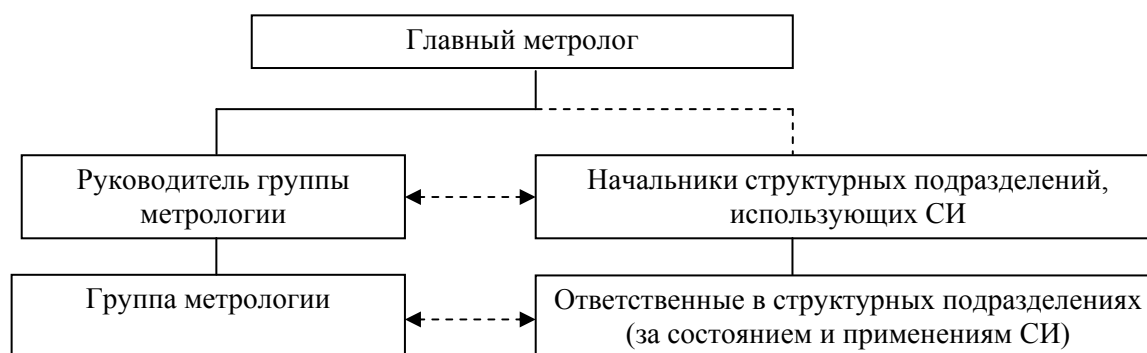 Главный метролог
Руководитель группы
метрологии
Начальники структурных подразделений,
использующих СИ
Группа метрологии
Ответственные в структурных подразделениях
(за состоянием и применениям СИ)